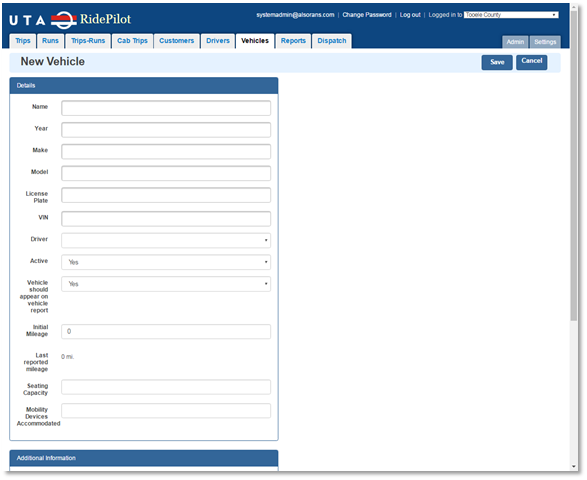 UTA RidePilot
systemadmin@alsorans.com | Change Password | Log out | Logged in to Tooele County
Trips Runs Trips-Runs Cab Trips Customers Drivers Vehicles Reports Dispatch Admin Settings
New Vehicle Save Cancel
Details
Name
Year
Make
Model
License
Plate
VIN
Driver
Active Yes
Vehicle Yes
should
appear on
vehicle
report
Initial 0
Mileage
Last 0 mi.
reported
mileage
Seating
Capacity
Mobility
Devices
Accommodated
Additional Information